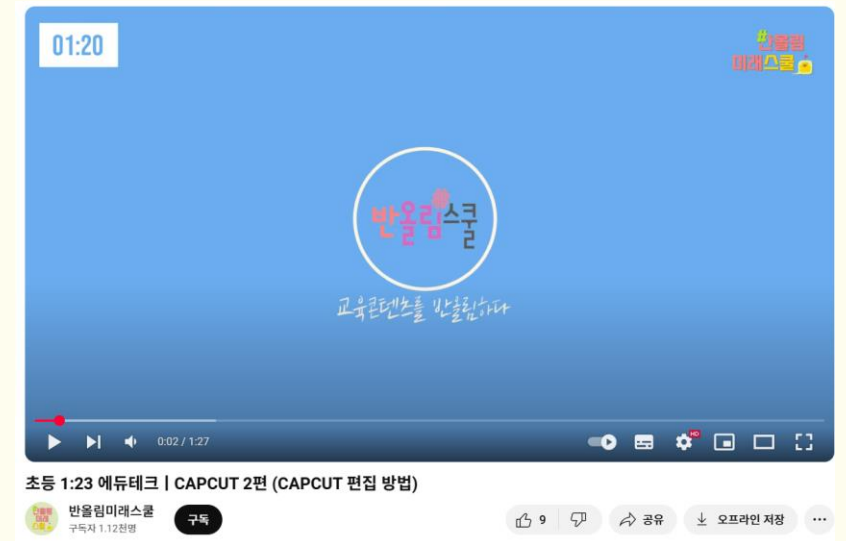 01:20
#반올림
미래스쿨
반올림스쿨
교육콘텐츠를 반올림하다
0:02 / 1:27
HD
초등 1:23 에듀테크 | CAPCUT 2편 (CAPCUT 편집 방법)
반올림미래스쿨
구독자 1.12천명
구독
9
공유
오프라인 저장